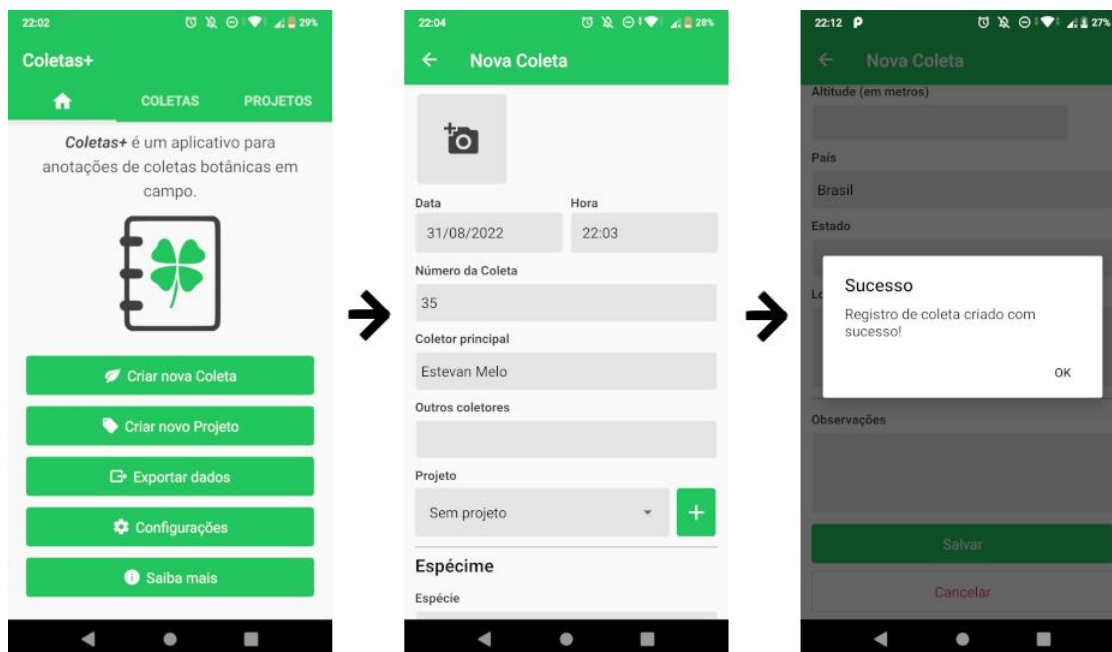 22:02
29%
Coletas+
COLETAS
PROJETOS
Coletas+ é um aplicativo para
anotações de coletas botânicas em
campo.
Criar nova Coleta
Criar novo Projeto
Exportar dados
Configurações
Saiba mais
22:04
28%
Nova Coleta
Data
Hora
31/08/2022
22:03
Número da Coleta
35
Coletor principal
Estevan Melo
Outros coletores
Projeto
Sem projeto
Espécime
Espécie
22:12
27%
Nova Coleta
Altitude (em metros)
País
Brasil
Estado
Lo
Sucesso
Registro de coleta criado com
sucesso!
OK
Observações
Salvar
Cancelar